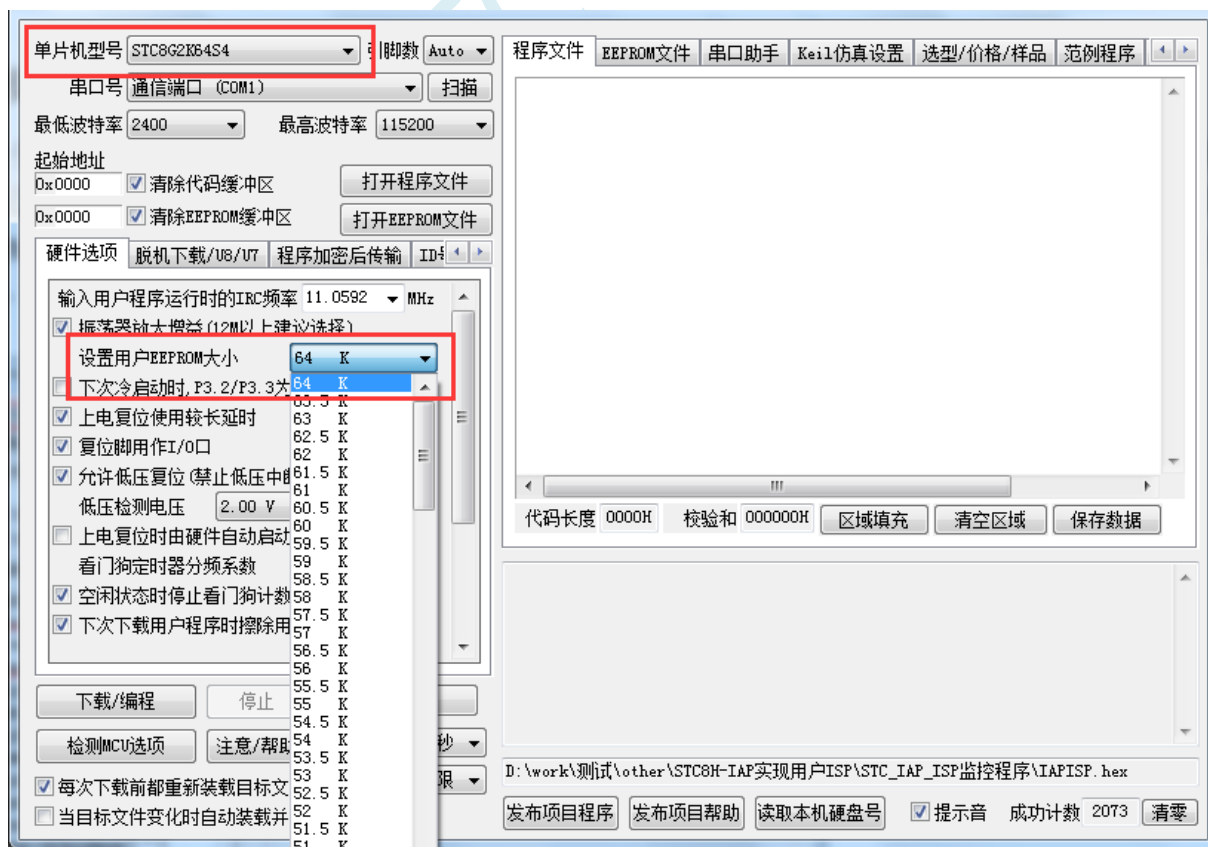 单片机型号 STC8G2K64S4 引脚数 Auto
串口号 通信端口 (COM1) 扫描
最低波特率 2400 最高波特率 115200
起始地址
0x0000 清除代码缓冲区 打开程序文件
0x0000 清除EEPROM缓冲区 打开EEPROM文件
硬件选项 脱机下载/U8/U7 程序加密后传输
输入用户程序运行时的IRC频率 11.0592 MHz
振荡器放大增益(12M以上建议选择)
设置用户EEPROM大小 64 K
下次冷启动时,P3.2/P3.3为
上电复位使用较长延时
复位脚用作I/O口
允许低压复位(禁止低压中
低压检测电压 2.00 V
上电复位时由硬件自动启动
看门狗定时器分频系数
空闲状态时停止看门狗计数
下次下载用户程序时擦除用
64 K
63.5 K
63 K
62.5 K
62 K
61.5 K
61 K
60.5 K
60 K
59.5 K
59 K
58.5 K
58 K
57.5 K
57 K
56.5 K
56 K
55.5 K
55 K
54.5 K
54 K
53.5 K
53 K
52.5 K
52 K
51.5 K
51 K
下载/编程 停止
检测MCU选项 注意/帮助 秒
每次下载前都重新装载目标文 限
当目标文件变化时自动装载并
程序文件 EEPROM文件 串口助手 Keil仿真设置 选型/价格/样品 范例程序
代码长度 0000H 校验和 000000H 区域填充 清空区域 保存数据
D:\work\测试\other\STC8H-IAP实现用户ISP\STC_IAP_ISP监控程序\IAPISP.hex
发布项目程序 发布项目帮助 读取本机硬盘号 提示音 成功计数 2073 清零